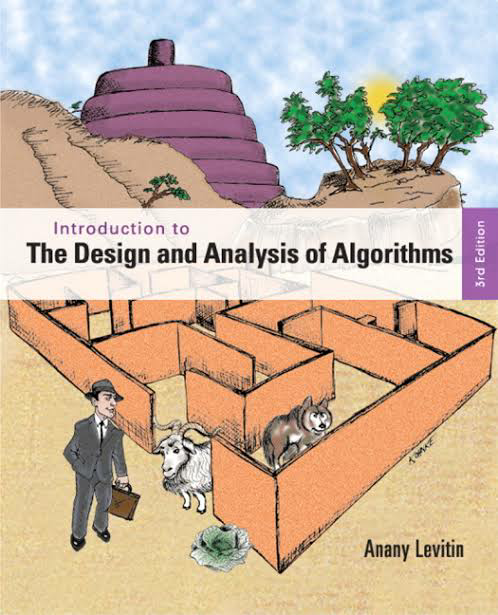 Introduction to
The Design and Analysis of Algorithms
3rd Edition
Anany Levitin